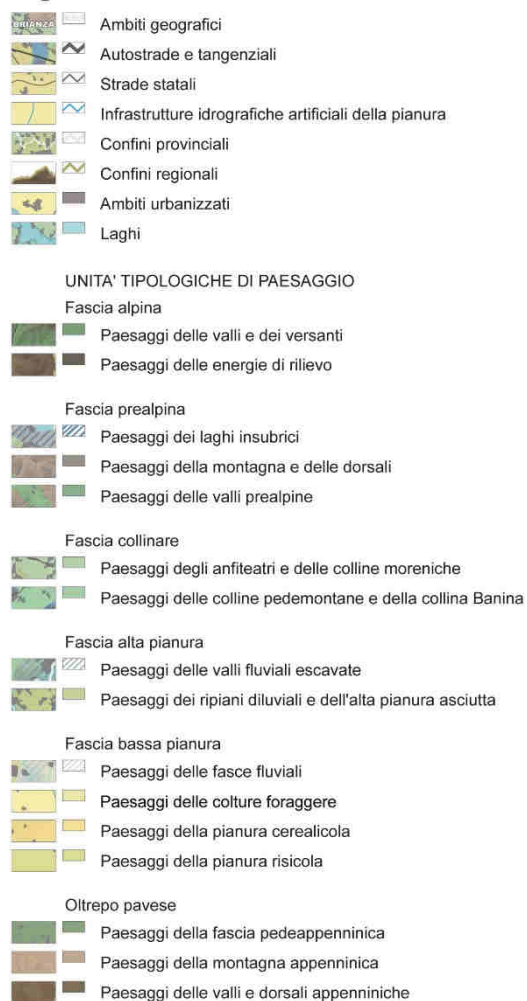 BRIANZA
Ambiti geografici
Autostrade e tangenziali
Strade statali
Infrastrutture idrografiche artificiali della pianura
Confini provinciali
Confini regionali
Ambiti urbanizzati
Laghi
UNITA' TIPOLOGICHE DI PAESAGGIO
Fascia alpina
Paesaggi delle valli e dei versanti
Paesaggi delle energie di rilievo
Fascia prealpina
Paesaggi dei laghi insubrici
Paesaggi della montagna e delle dorsali
Paesaggi delle valli prealpine
Fascia collinare
Paesaggi degli anfiteatri e delle colline moreniche
Paesaggi delle colline pedemontane e della collina Banina
Fascia alta pianura
Paesaggi delle valli fluviali escavate
Paesaggi dei ripiani diluviali e dell'alta pianura asciutta
Fascia bassa pianura
Paesaggi delle fasce fluviali
Paesaggi delle colture foraggere
Paesaggi della pianura cerealicola
Paesaggi della pianura risicola
Oltrepo pavese
Paesaggi della fascia pedeappenninica
Paesaggi della montagna appenninica
Paesaggi delle valli e dorsali appenniniche